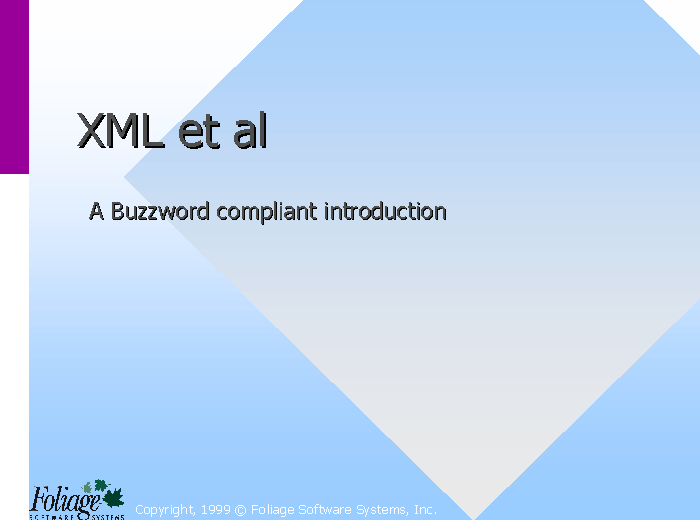 XML et al
A Buzzword compliant introduction
Foliage
SOFTWARE SYSTEMS
Copyright, 1999 © Foliage Software Systems, Inc.